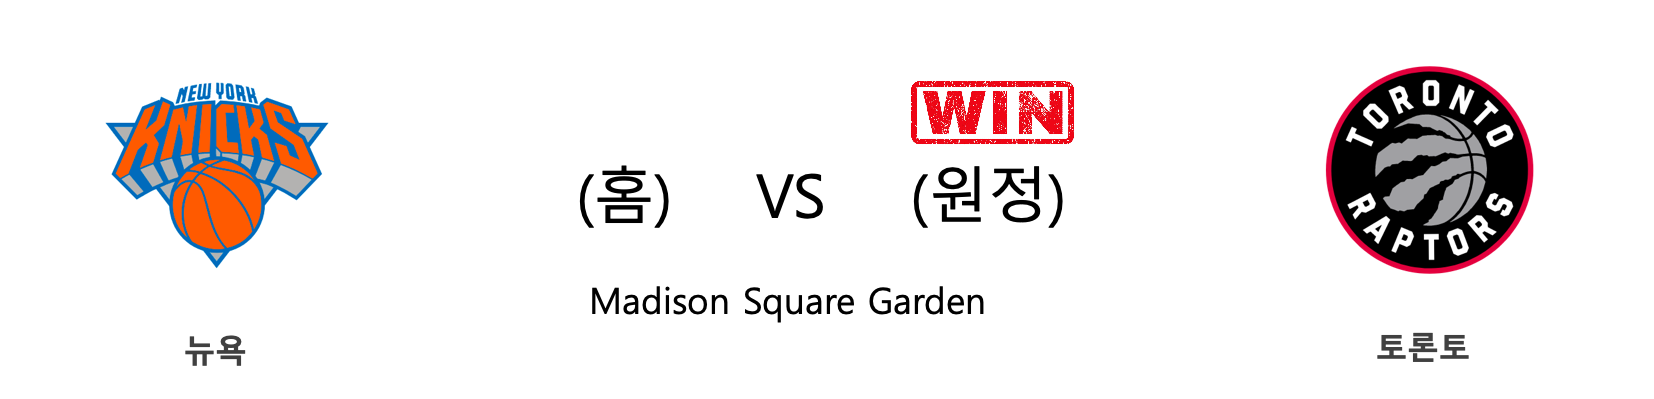 NEW YORK
KNICKS
WIN
(홈) VS (원정)
Madison Square Garden
뉴욕
TORONTO
RAPTORS
토론토